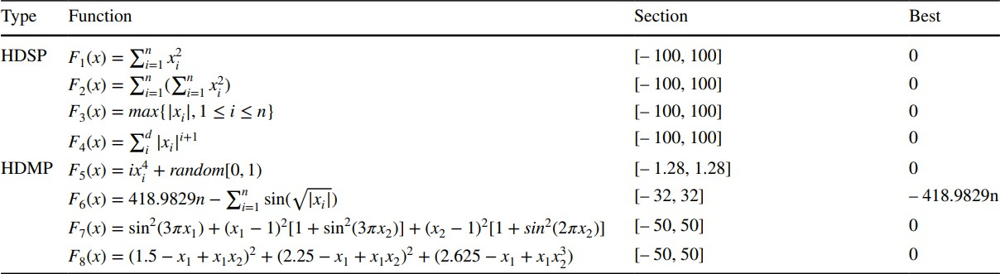 Type Function Section Best
HDSP F₁(x) = ∑ⁿᵢ₌₁ xᵢ² [– 100, 100] 0
F₂(x) = ∑ⁿᵢ₌₁(∑ⁿᵢ₌₁ xᵢ²) [– 100, 100] 0
F₃(x) = max{|xᵢ|, 1 ≤ i ≤ n} [– 100, 100] 0
F₄(x) = ∑ᵈᵢ |xᵢ|ⁱ⁺¹ [– 100, 100] 0
HDMP F₅(x) = ixᵢ⁴ + random[0, 1) [– 1.28, 1.28] 0
F₆(x) = 418.9829n − ∑ⁿᵢ₌₁ sin(√|xᵢ|) [– 32, 32] – 418.9829n
F₇(x) = sin²(3πx₁) + (x₁ − 1)²[1 + sin²(3πx₂)] + (x₂ − 1)²[1 + sin²(2πx₂)] [– 50, 50] 0
F₈(x) = (1.5 − x₁ + x₁x₂)² + (2.25 − x₁ + x₁x₂)² + (2.625 − x₁ + x₁x₂³) [– 50, 50] 0